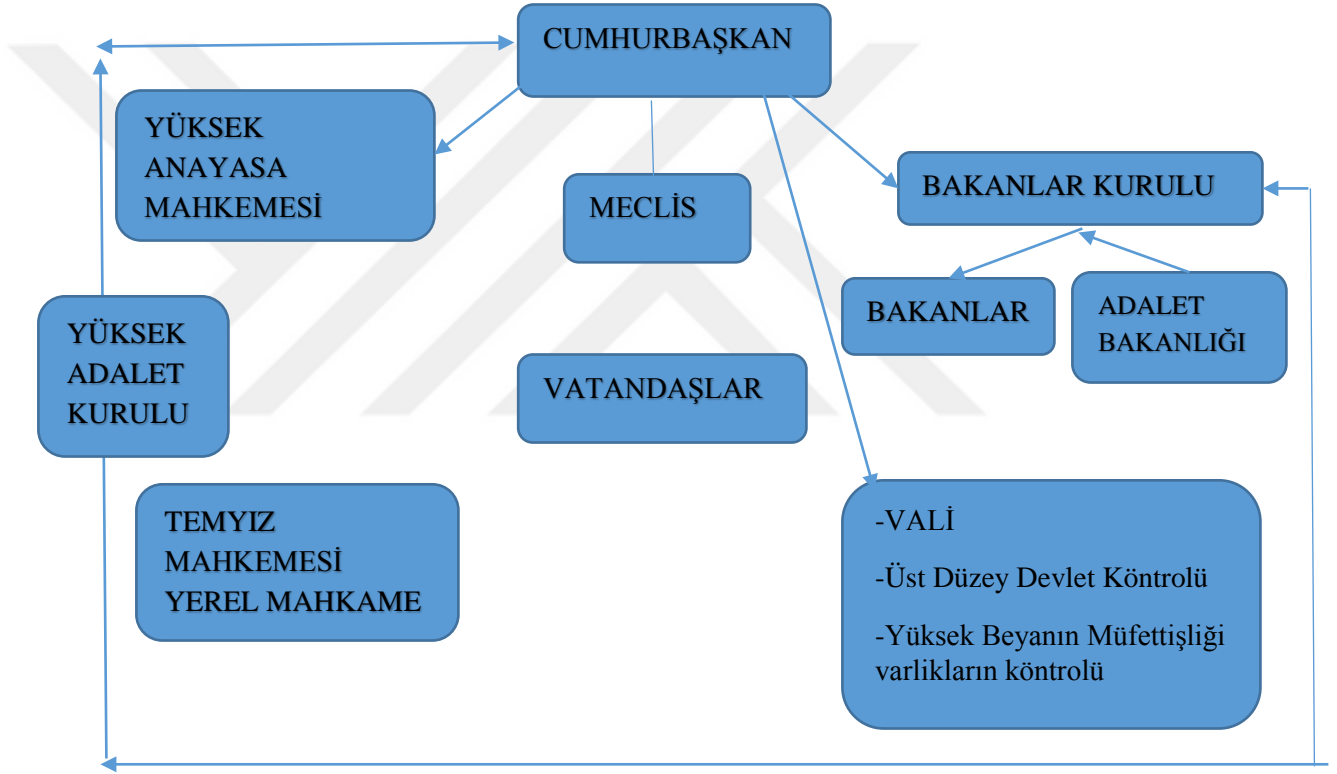 CUMHURBAŞKAN
YÜKSEK
ANAYASA
MAHKEMESİ
MECLİS
BAKANLAR KURULU
BAKANLAR
ADALET
BAKANLIĞI
YÜKSEK
ADALET
KURULU
VATANDAŞLAR
TEMYIZ
MAHKEMESİ
YEREL MAHKAME
-VALİ
-Üst Düzey Devlet Köntrolü
-Yüksek Beyanın Müfettişliği
varlikların köntrolü